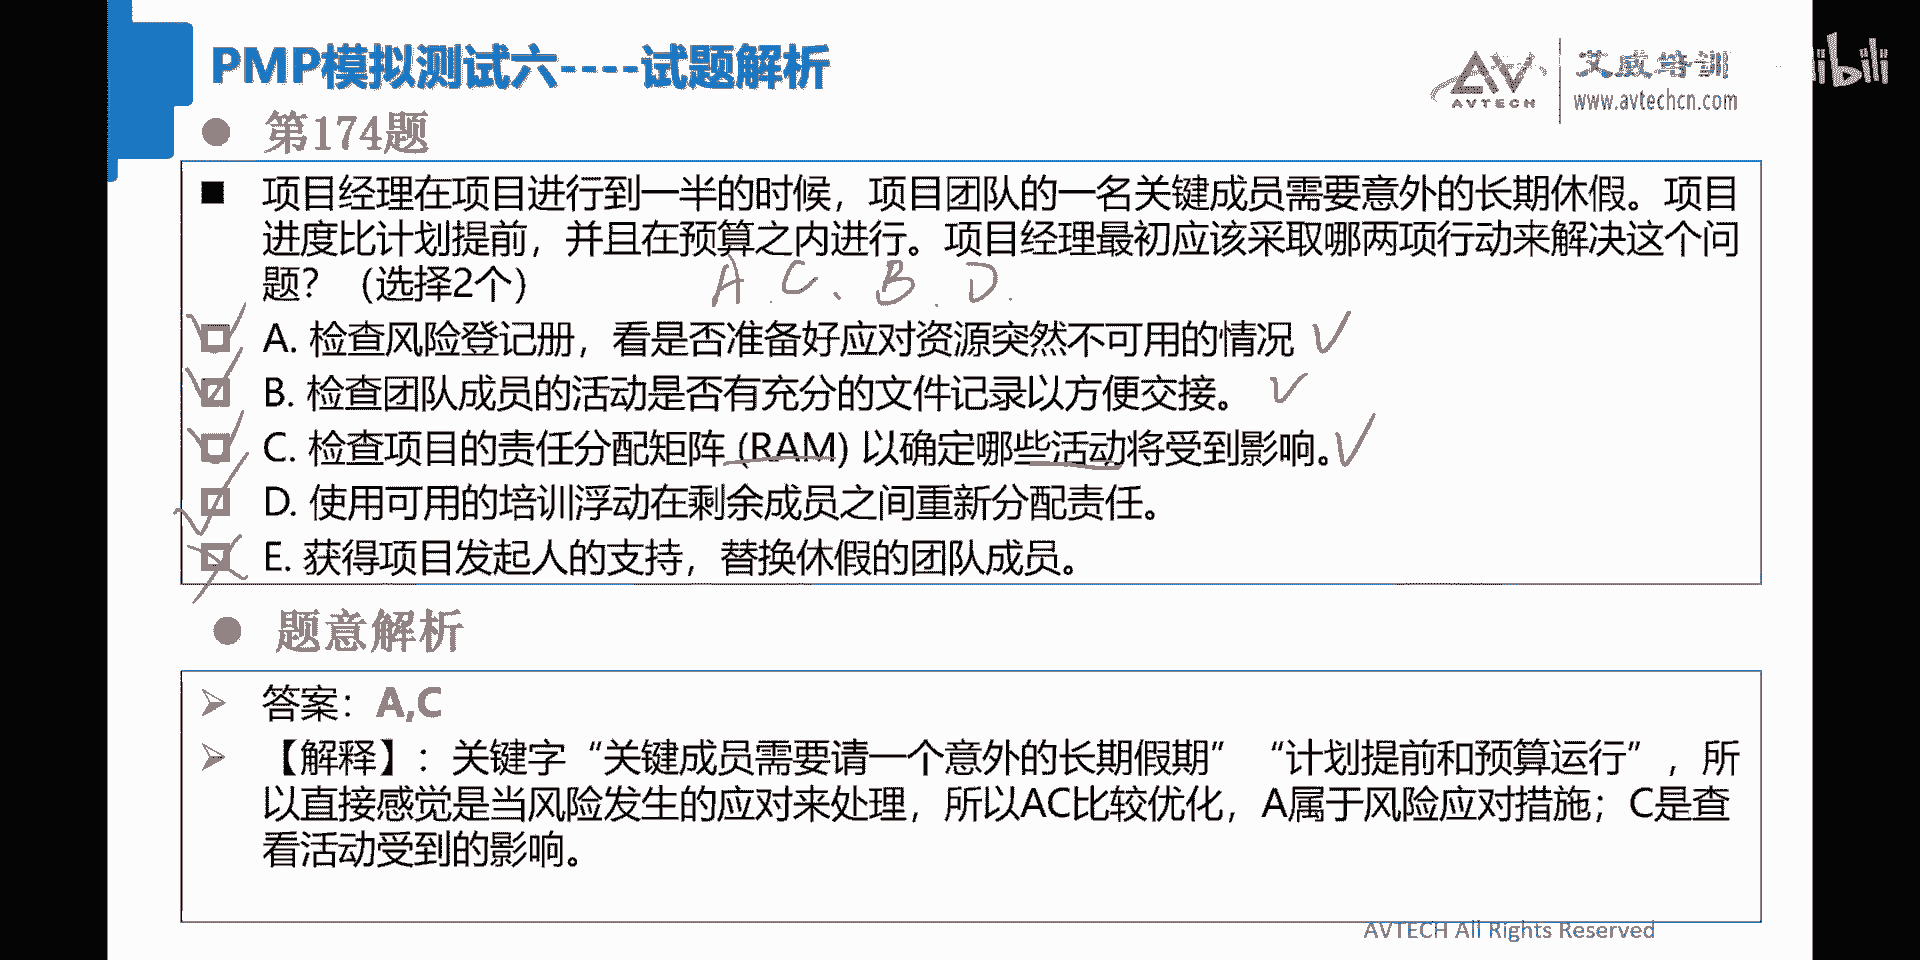 PMP模拟测试六----试题解析
AVTECH
艾威培训
www.avtechcn.com
第174题
项目经理在项目进行到一半的时候，项目团队的一名关键成员需要意外的长期休假。项目
进度比计划提前，并且在预算之内进行。项目经理最初应该采取哪两项行动来解决这个问
题？（选择2个）
A.C、B.D.
A. 检查风险登记册，看是否准备好应对资源突然不可用的情况
B. 检查团队成员的活动是否有充分的文件记录以方便交接。
C. 检查项目的责任分配矩阵 (RAM) 以确定哪些活动将受到影响。
D. 使用可用的培训浮动在剩余成员之间重新分配责任。
E. 获得项目发起人的支持，替换休假的团队成员。
题意解析
答案：A,C
【解释】：关键字“关键成员需要请一个意外的长期假期”“计划提前和预算运行”，所
以直接感觉是当风险发生的应对来处理，所以AC比较优化，A属于风险应对措施；C是查
看活动受到的影响。
AVTECH All Rights Reserved